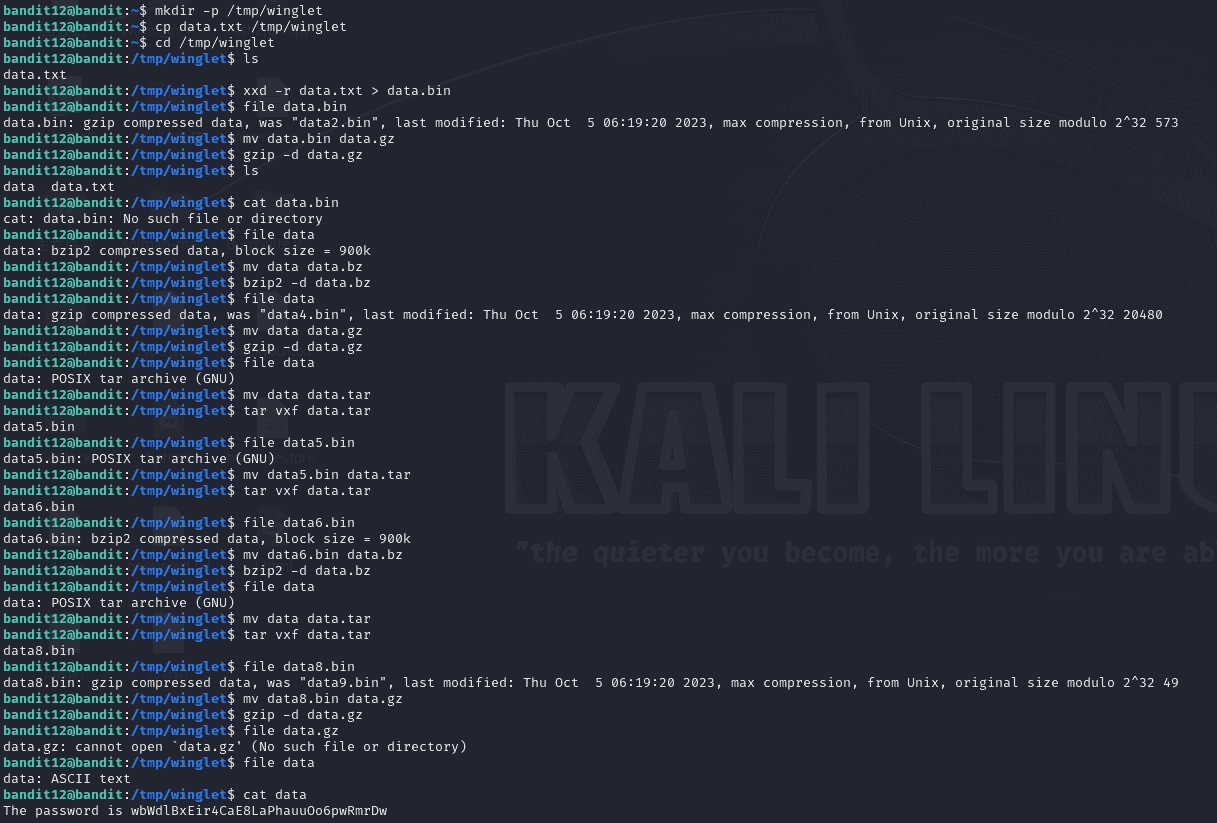 bandit12@bandit:~$ mkdir -p /tmp/winglet
bandit12@bandit:~$ cp data.txt /tmp/winglet
bandit12@bandit:~$ cd /tmp/winglet
bandit12@bandit:/tmp/winglet$ ls
data.txt
bandit12@bandit:/tmp/winglet$ xxd -r data.txt > data.bin
bandit12@bandit:/tmp/winglet$ file data.bin
data.bin: gzip compressed data, was "data2.bin", last modified: Thu Oct  5 06:19:20 2023, max compression, from Unix, original size modulo 2^32 573
bandit12@bandit:/tmp/winglet$ mv data.bin data.gz
bandit12@bandit:/tmp/winglet$ gzip -d data.gz
bandit12@bandit:/tmp/winglet$ ls
data  data.txt
bandit12@bandit:/tmp/winglet$ cat data.bin
cat: data.bin: No such file or directory
bandit12@bandit:/tmp/winglet$ file data
data: bzip2 compressed data, block size = 900k
bandit12@bandit:/tmp/winglet$ mv data data.bz
bandit12@bandit:/tmp/winglet$ bzip2 -d data.bz
bandit12@bandit:/tmp/winglet$ file data
data: gzip compressed data, was "data4.bin", last modified: Thu Oct  5 06:19:20 2023, max compression, from Unix, original size modulo 2^32 20480
bandit12@bandit:/tmp/winglet$ mv data data.gz
bandit12@bandit:/tmp/winglet$ gzip -d data.gz
bandit12@bandit:/tmp/winglet$ file data
data: POSIX tar archive (GNU)
bandit12@bandit:/tmp/winglet$ mv data data.tar
bandit12@bandit:/tmp/winglet$ tar vxf data.tar
data5.bin
bandit12@bandit:/tmp/winglet$ file data5.bin
data5.bin: POSIX tar archive (GNU)
bandit12@bandit:/tmp/winglet$ mv data5.bin data.tar
bandit12@bandit:/tmp/winglet$ tar vxf data.tar
data6.bin
bandit12@bandit:/tmp/winglet$ file data6.bin
data6.bin: bzip2 compressed data, block size = 900k
bandit12@bandit:/tmp/winglet$ mv data6.bin data.bz
bandit12@bandit:/tmp/winglet$ bzip2 -d data.bz
bandit12@bandit:/tmp/winglet$ file data
data: POSIX tar archive (GNU)
bandit12@bandit:/tmp/winglet$ mv data data.tar
bandit12@bandit:/tmp/winglet$ tar vxf data.tar
data8.bin
bandit12@bandit:/tmp/winglet$ file data8.bin
data8.bin: gzip compressed data, was "data9.bin", last modified: Thu Oct  5 06:19:20 2023, max compression, from Unix, original size modulo 2^32 49
bandit12@bandit:/tmp/winglet$ mv data8.bin data.gz
bandit12@bandit:/tmp/winglet$ gzip -d data.gz
bandit12@bandit:/tmp/winglet$ file data.gz
data.gz: cannot open `data.gz' (No such file or directory)
bandit12@bandit:/tmp/winglet$ file data
data: ASCII text
bandit12@bandit:/tmp/winglet$ cat data
The password is wbWdlBxEir4CaE8LaPhauuOo6pwRmrDw
KALI LINU
"the quieter you become, the more you are ab